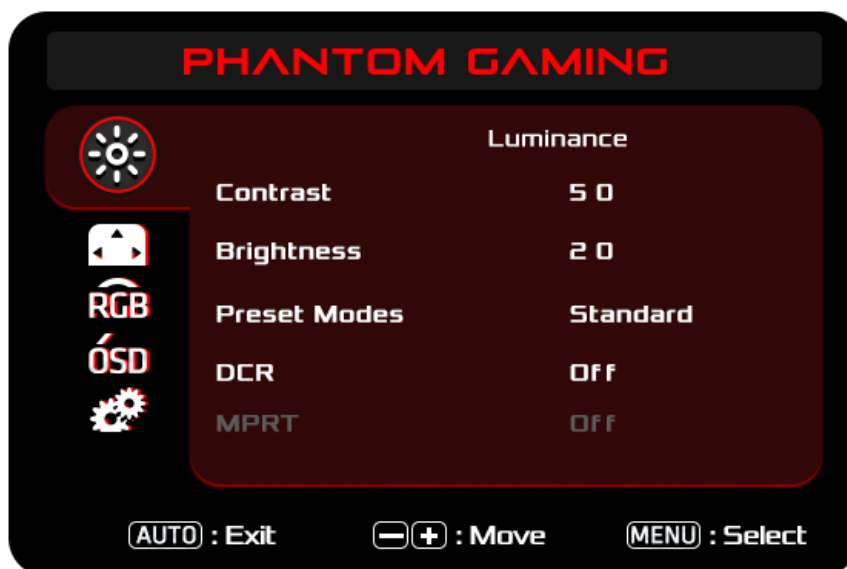 PHANTOM GAMING
Luminance
Contrast 50
Brightness 20
RGB Preset Modes Standard
OSD DCR Off
MPRT Off
AUTO : Exit - + : Move MENU : Select